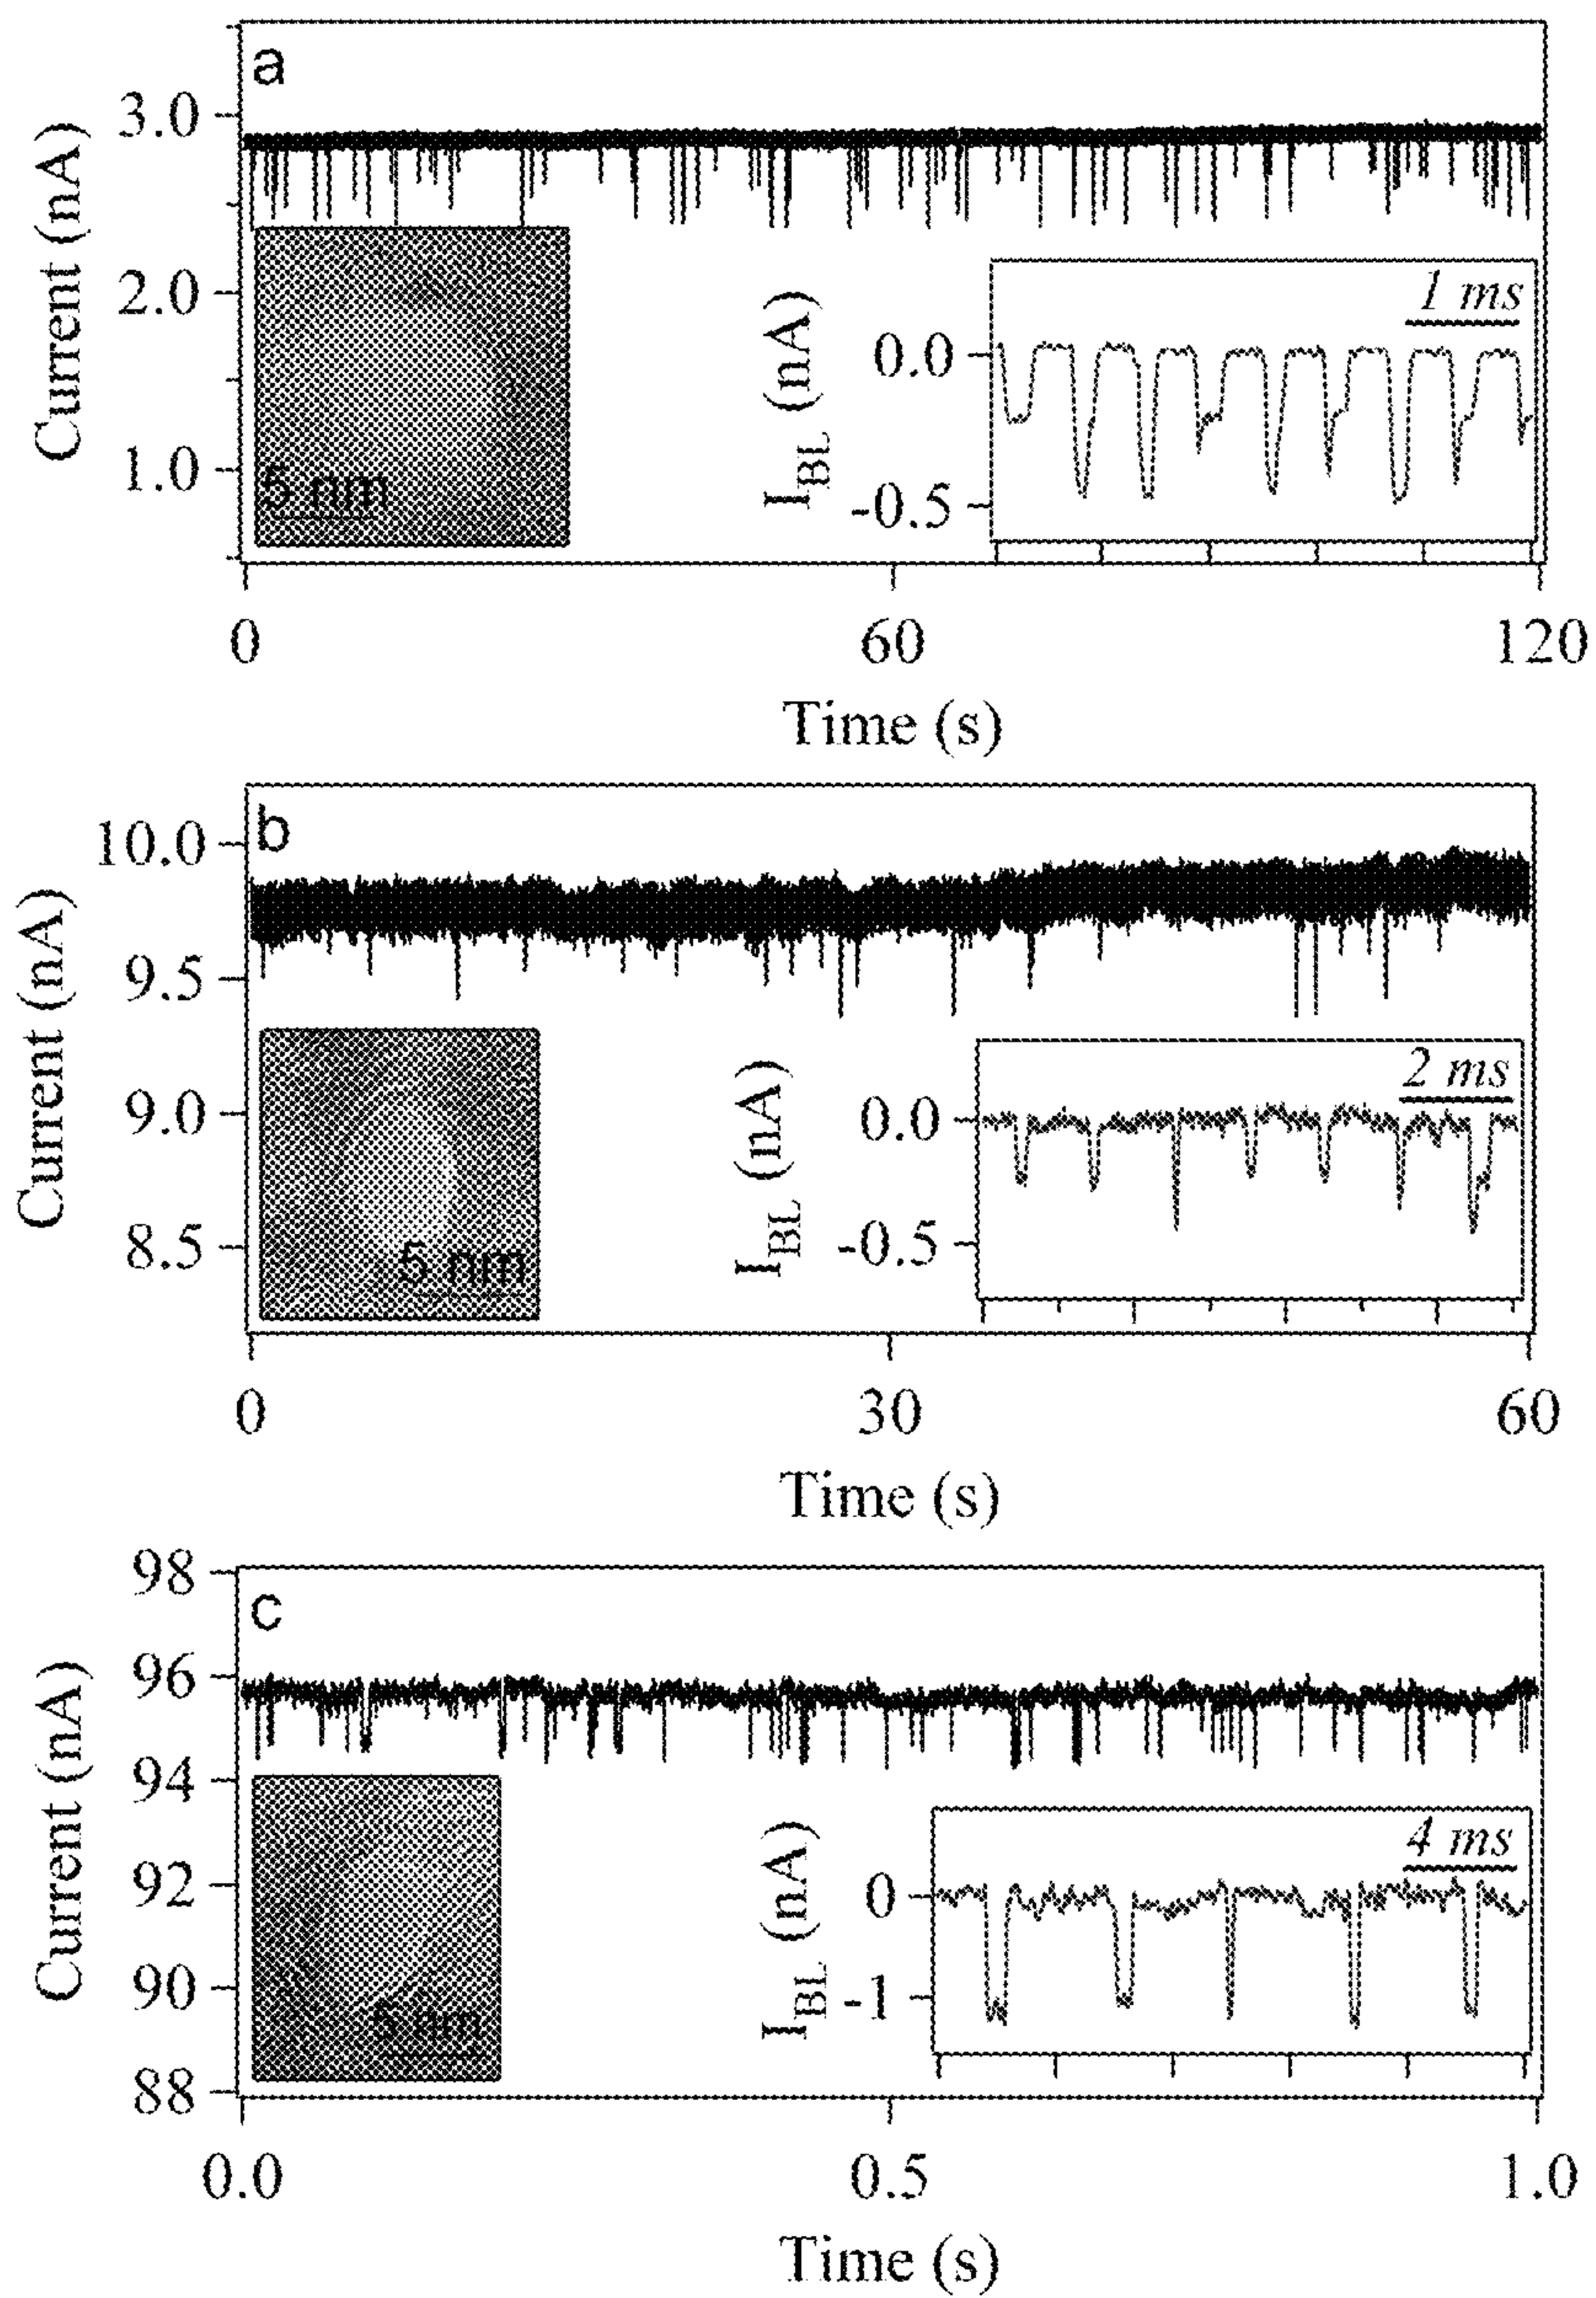 a
Current (nA)
3.0
2.0
1.0
5 nm
I_BL (nA)
0.0
-0.5
1 ms
0
60
120
Time (s)
b
Current (nA)
10.0
9.5
9.0
8.5
5 nm
I_BL (nA)
0.0
-0.5
2 ms
0
30
60
Time (s)
c
Current (nA)
98
96
94
92
90
88
5 nm
I_BL (nA)
0
-1
4 ms
0.0
0.5
1.0
Time (s)